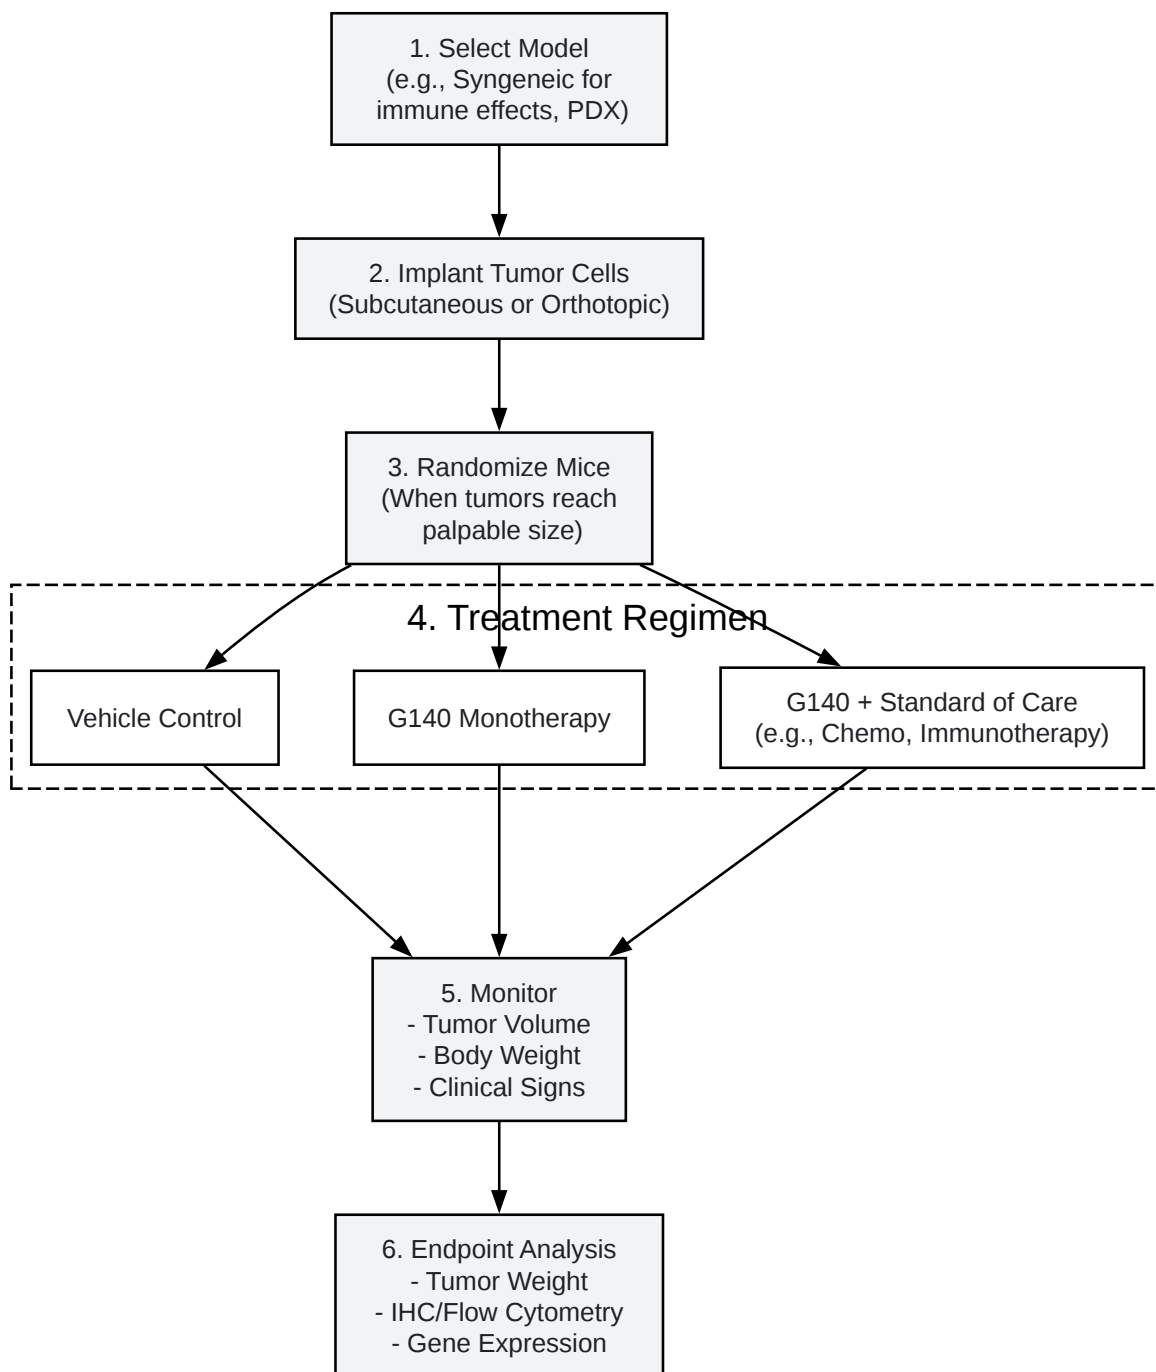 1. Select Model
(e.g., Syngeneic for
immune effects, PDX)
2. Implant Tumor Cells
(Subcutaneous or Orthotopic)
3. Randomize Mice
(When tumors reach
palpable size)
4. Treatment Regimen
Vehicle Control
G140 Monotherapy
G140 + Standard of Care
(e.g., Chemo, Immunotherapy)
5. Monitor
- Tumor Volume
- Body Weight
- Clinical Signs
6. Endpoint Analysis
- Tumor Weight
- IHC/Flow Cytometry
- Gene Expression